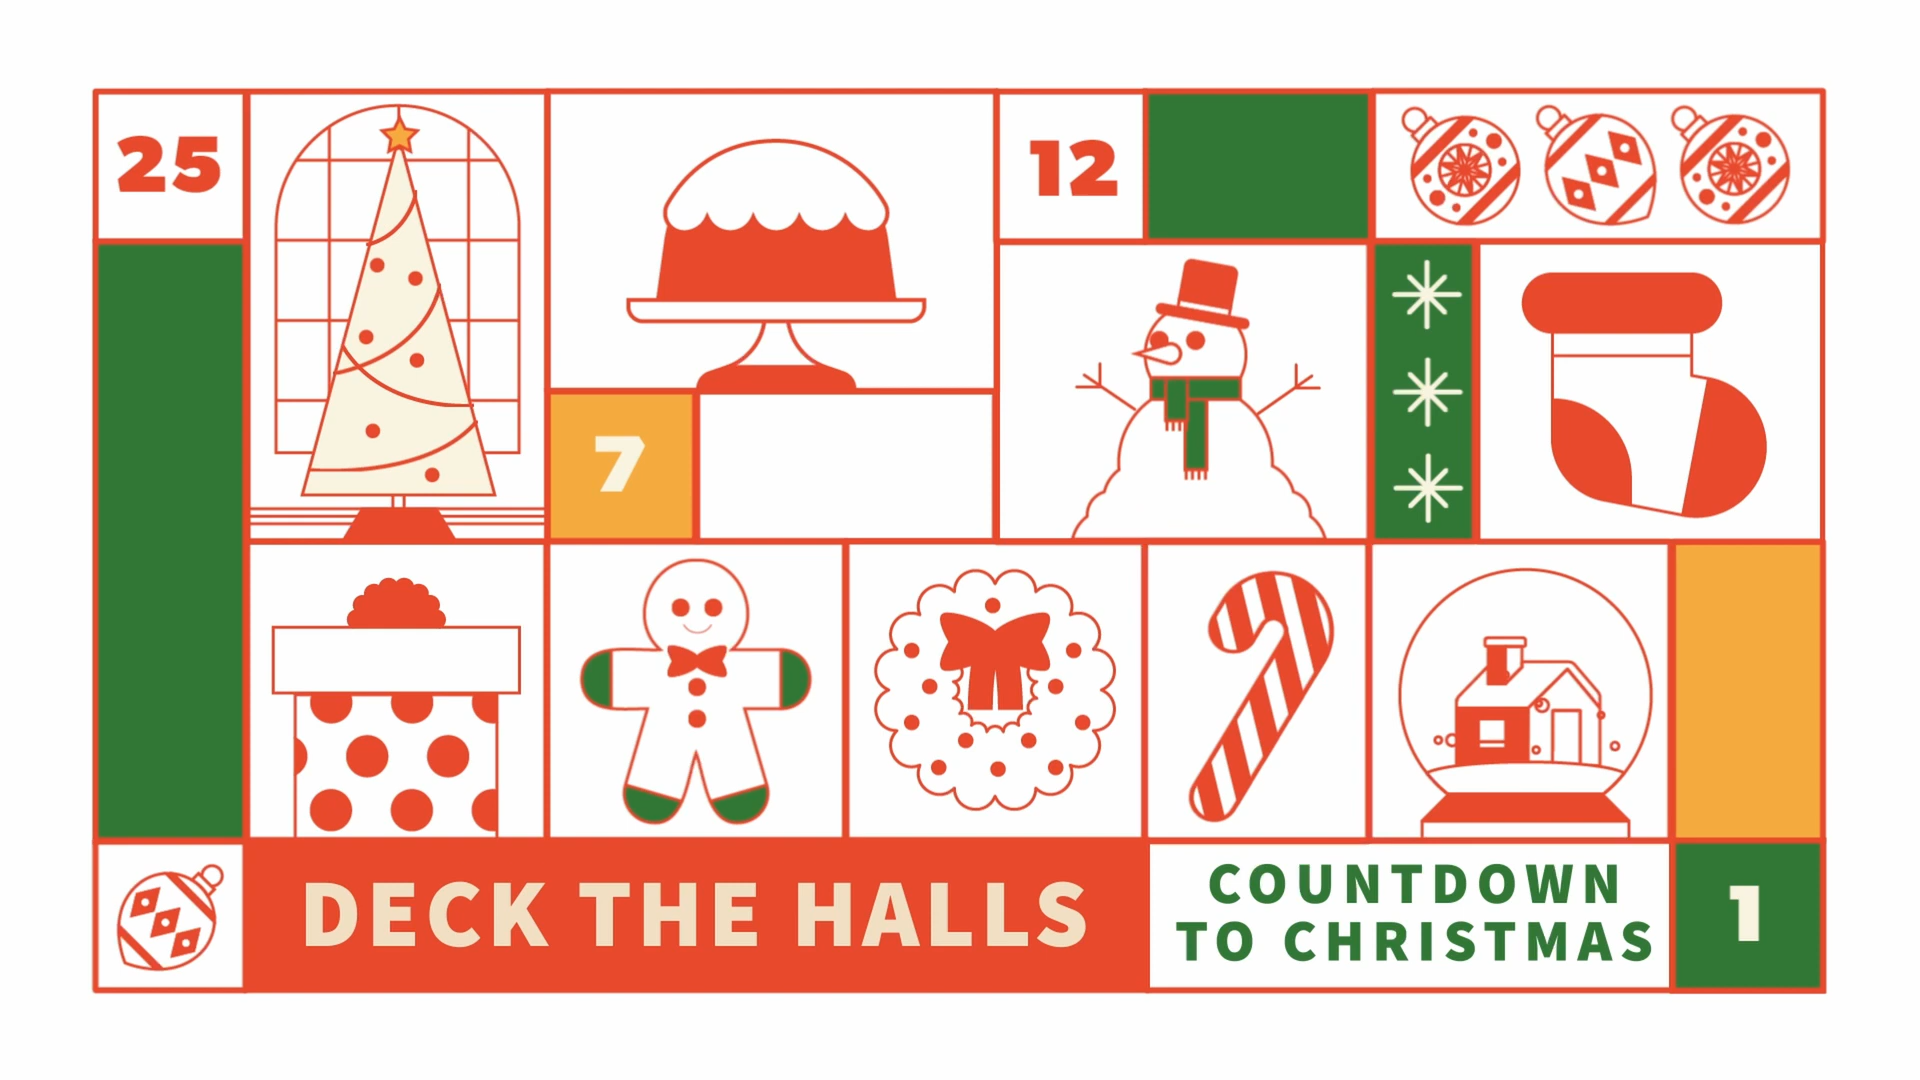 25
12
7
DECK THE HALLS
COUNTDOWN
TO CHRISTMAS
1